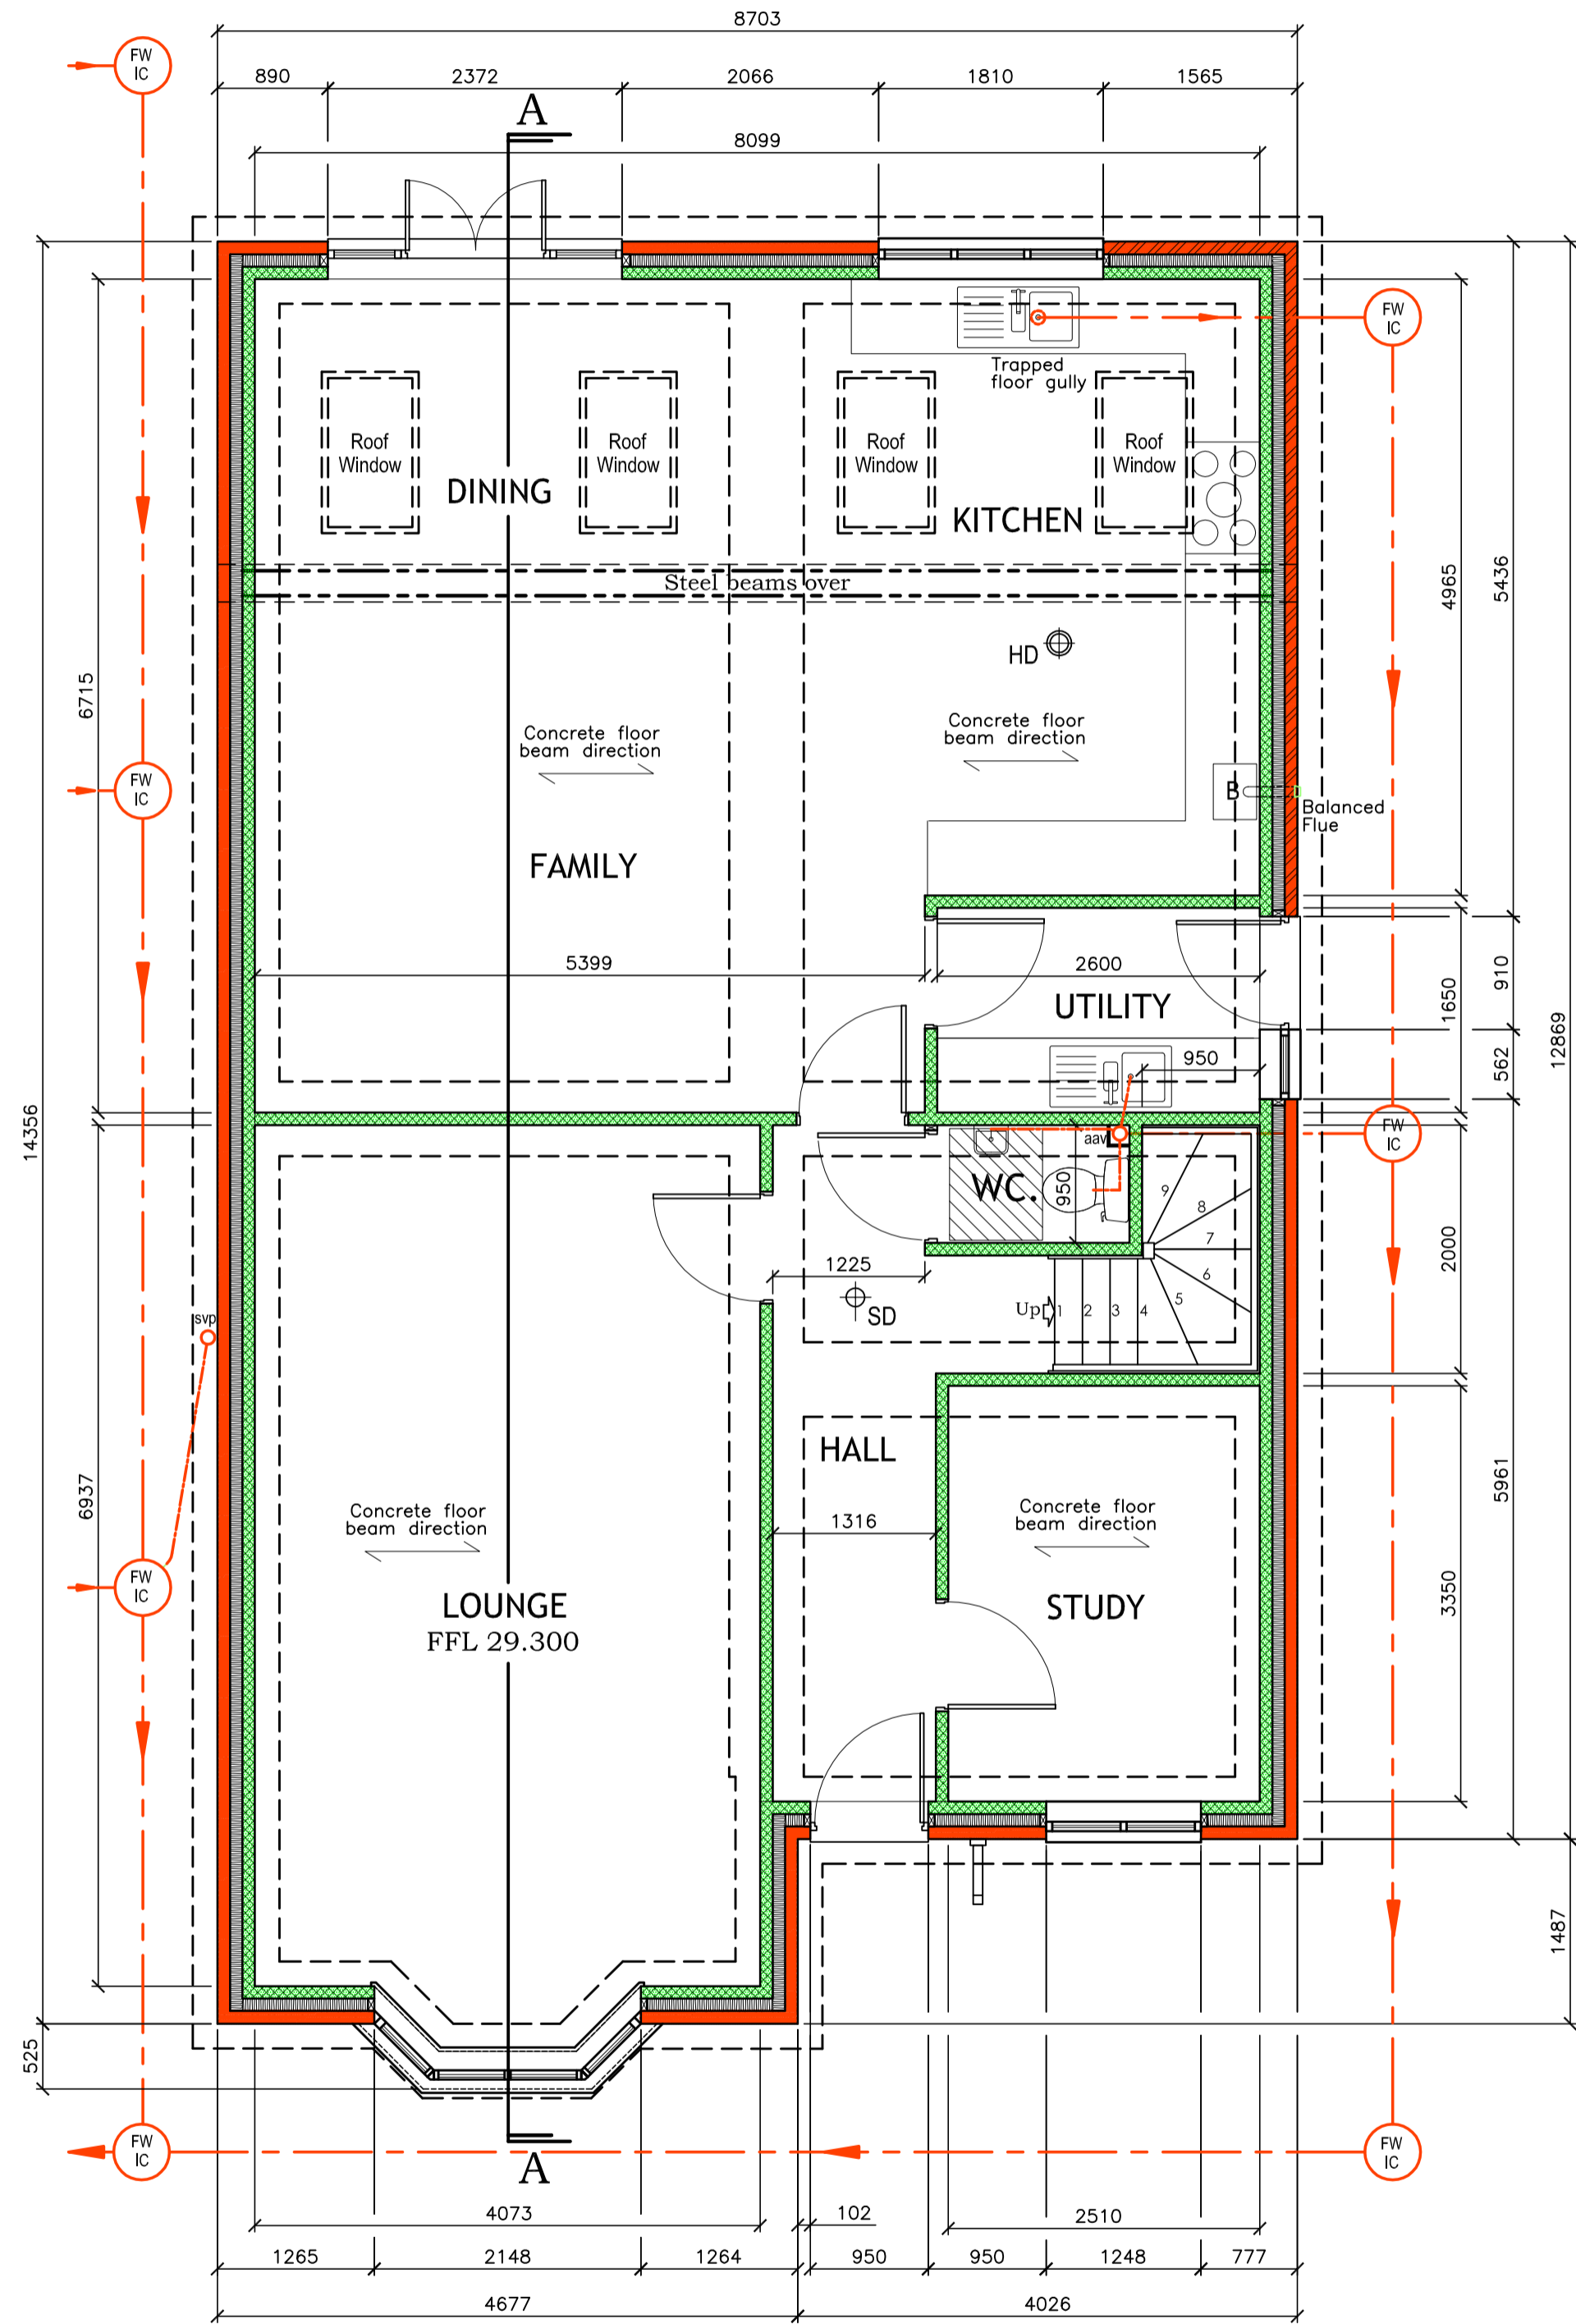 8703
FW
IC
890
2372
2066
1810
1565
A
8099
FW
IC
Trapped
floor gully
Roof
Window
Roof
Window
Roof
Window
Roof
Window
DINING
KITCHEN
Steel beams over
4965
5436
HD
6715
Concrete floor
beam direction
Concrete floor
beam direction
FW
IC
B
Balanced
Flue
FAMILY
5399
2600
910
1650
UTILITY
12869
950
562
14356
aav
FW
IC
WC.
950
9
8
7
6
5
2000
1225
Up
1
2
3
4
SD
svp
HALL
6937
5961
Concrete floor
beam direction
1316
Concrete floor
beam direction
FW
IC
3350
LOUNGE
FFL 29.300
STUDY
1487
525
FW
IC
FW
IC
A
4073
102
2510
1265
2148
1264
950
950
1248
777
4677
4026